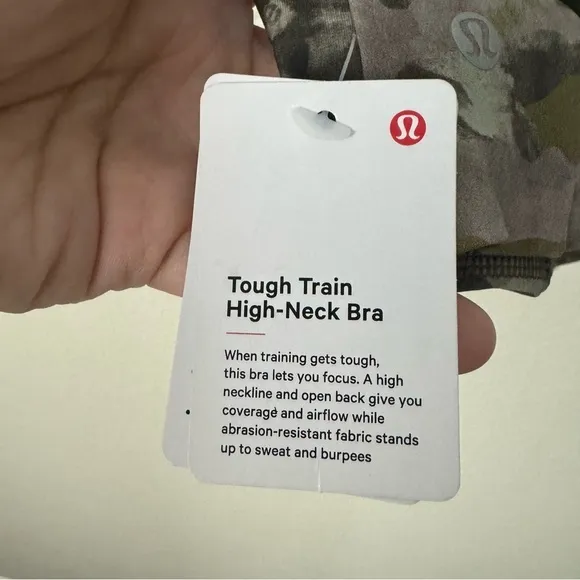 Tough Train
High-Neck Bra
When training gets tough,
this bra lets you focus. A high
neckline and open back give you
coverage and airflow while
abrasion-resistant fabric stands
up to sweat and burpees